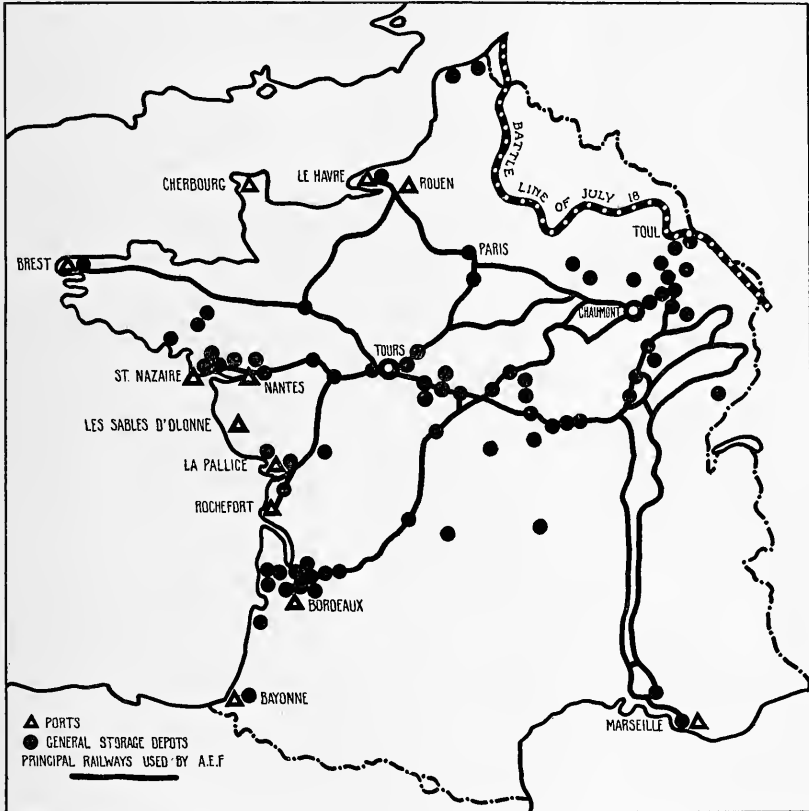 BATTLE LINE OF JULY 18
CHERBOURG
LE HAVRE
ROUEN
TOUL
BREST
PARIS
CHAUMONT
TOURS
ST. NAZAIRE
NANTES
LES SABLES D'OLONNE
LA PALLICE
ROCHEFORT
BORDEAUX
BAYONNE
MARSEILLE
PORTS
GENERAL STORAGE DEPOTS
PRINCIPAL RAILWAYS USED BY A.E.F